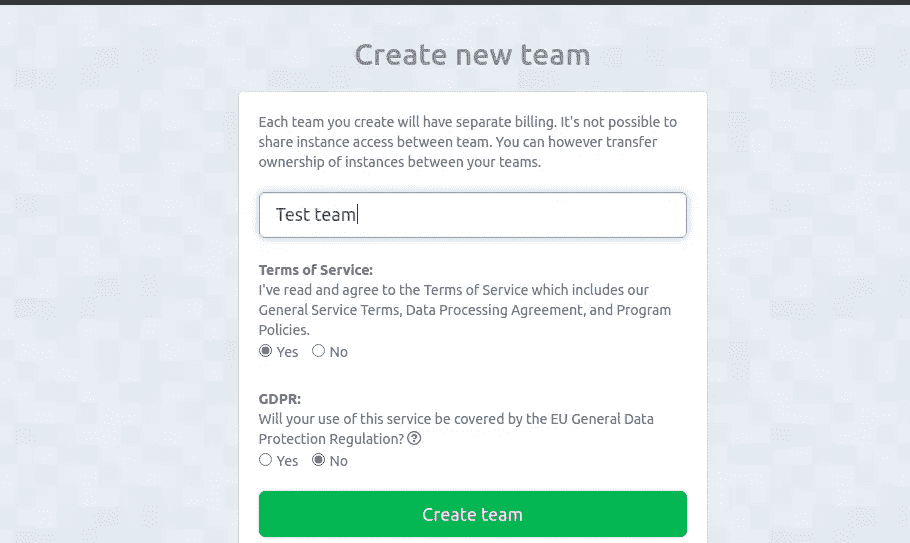 Create new team
Each team you create will have separate billing. It's not possible to
share instance access between team. You can however transfer
ownership of instances between your teams.
Test team
Terms of Service:
I've read and agree to the Terms of Service which includes our
General Service Terms, Data Processing Agreement, and Program
Policies.
Yes No
GDPR:
Will your use of this service be covered by the EU General Data
Protection Regulation?
Yes No
Create team